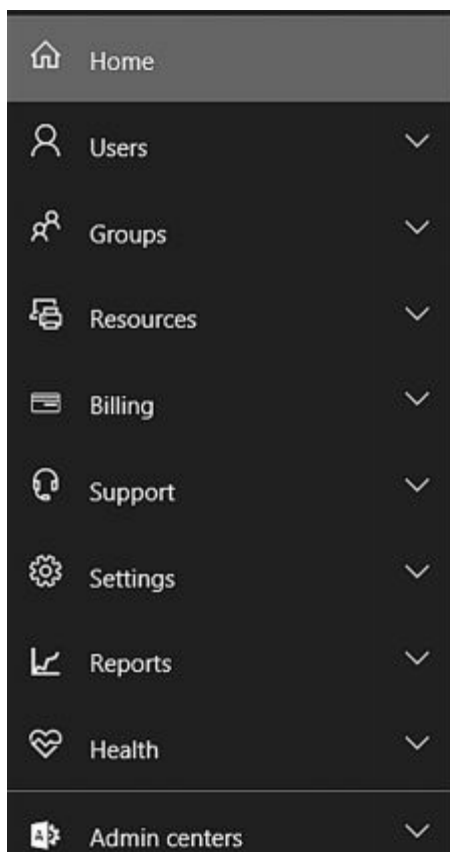 Home
Users
Groups
Resources
Billing
Support
Settings
Reports
Health
Admin centers